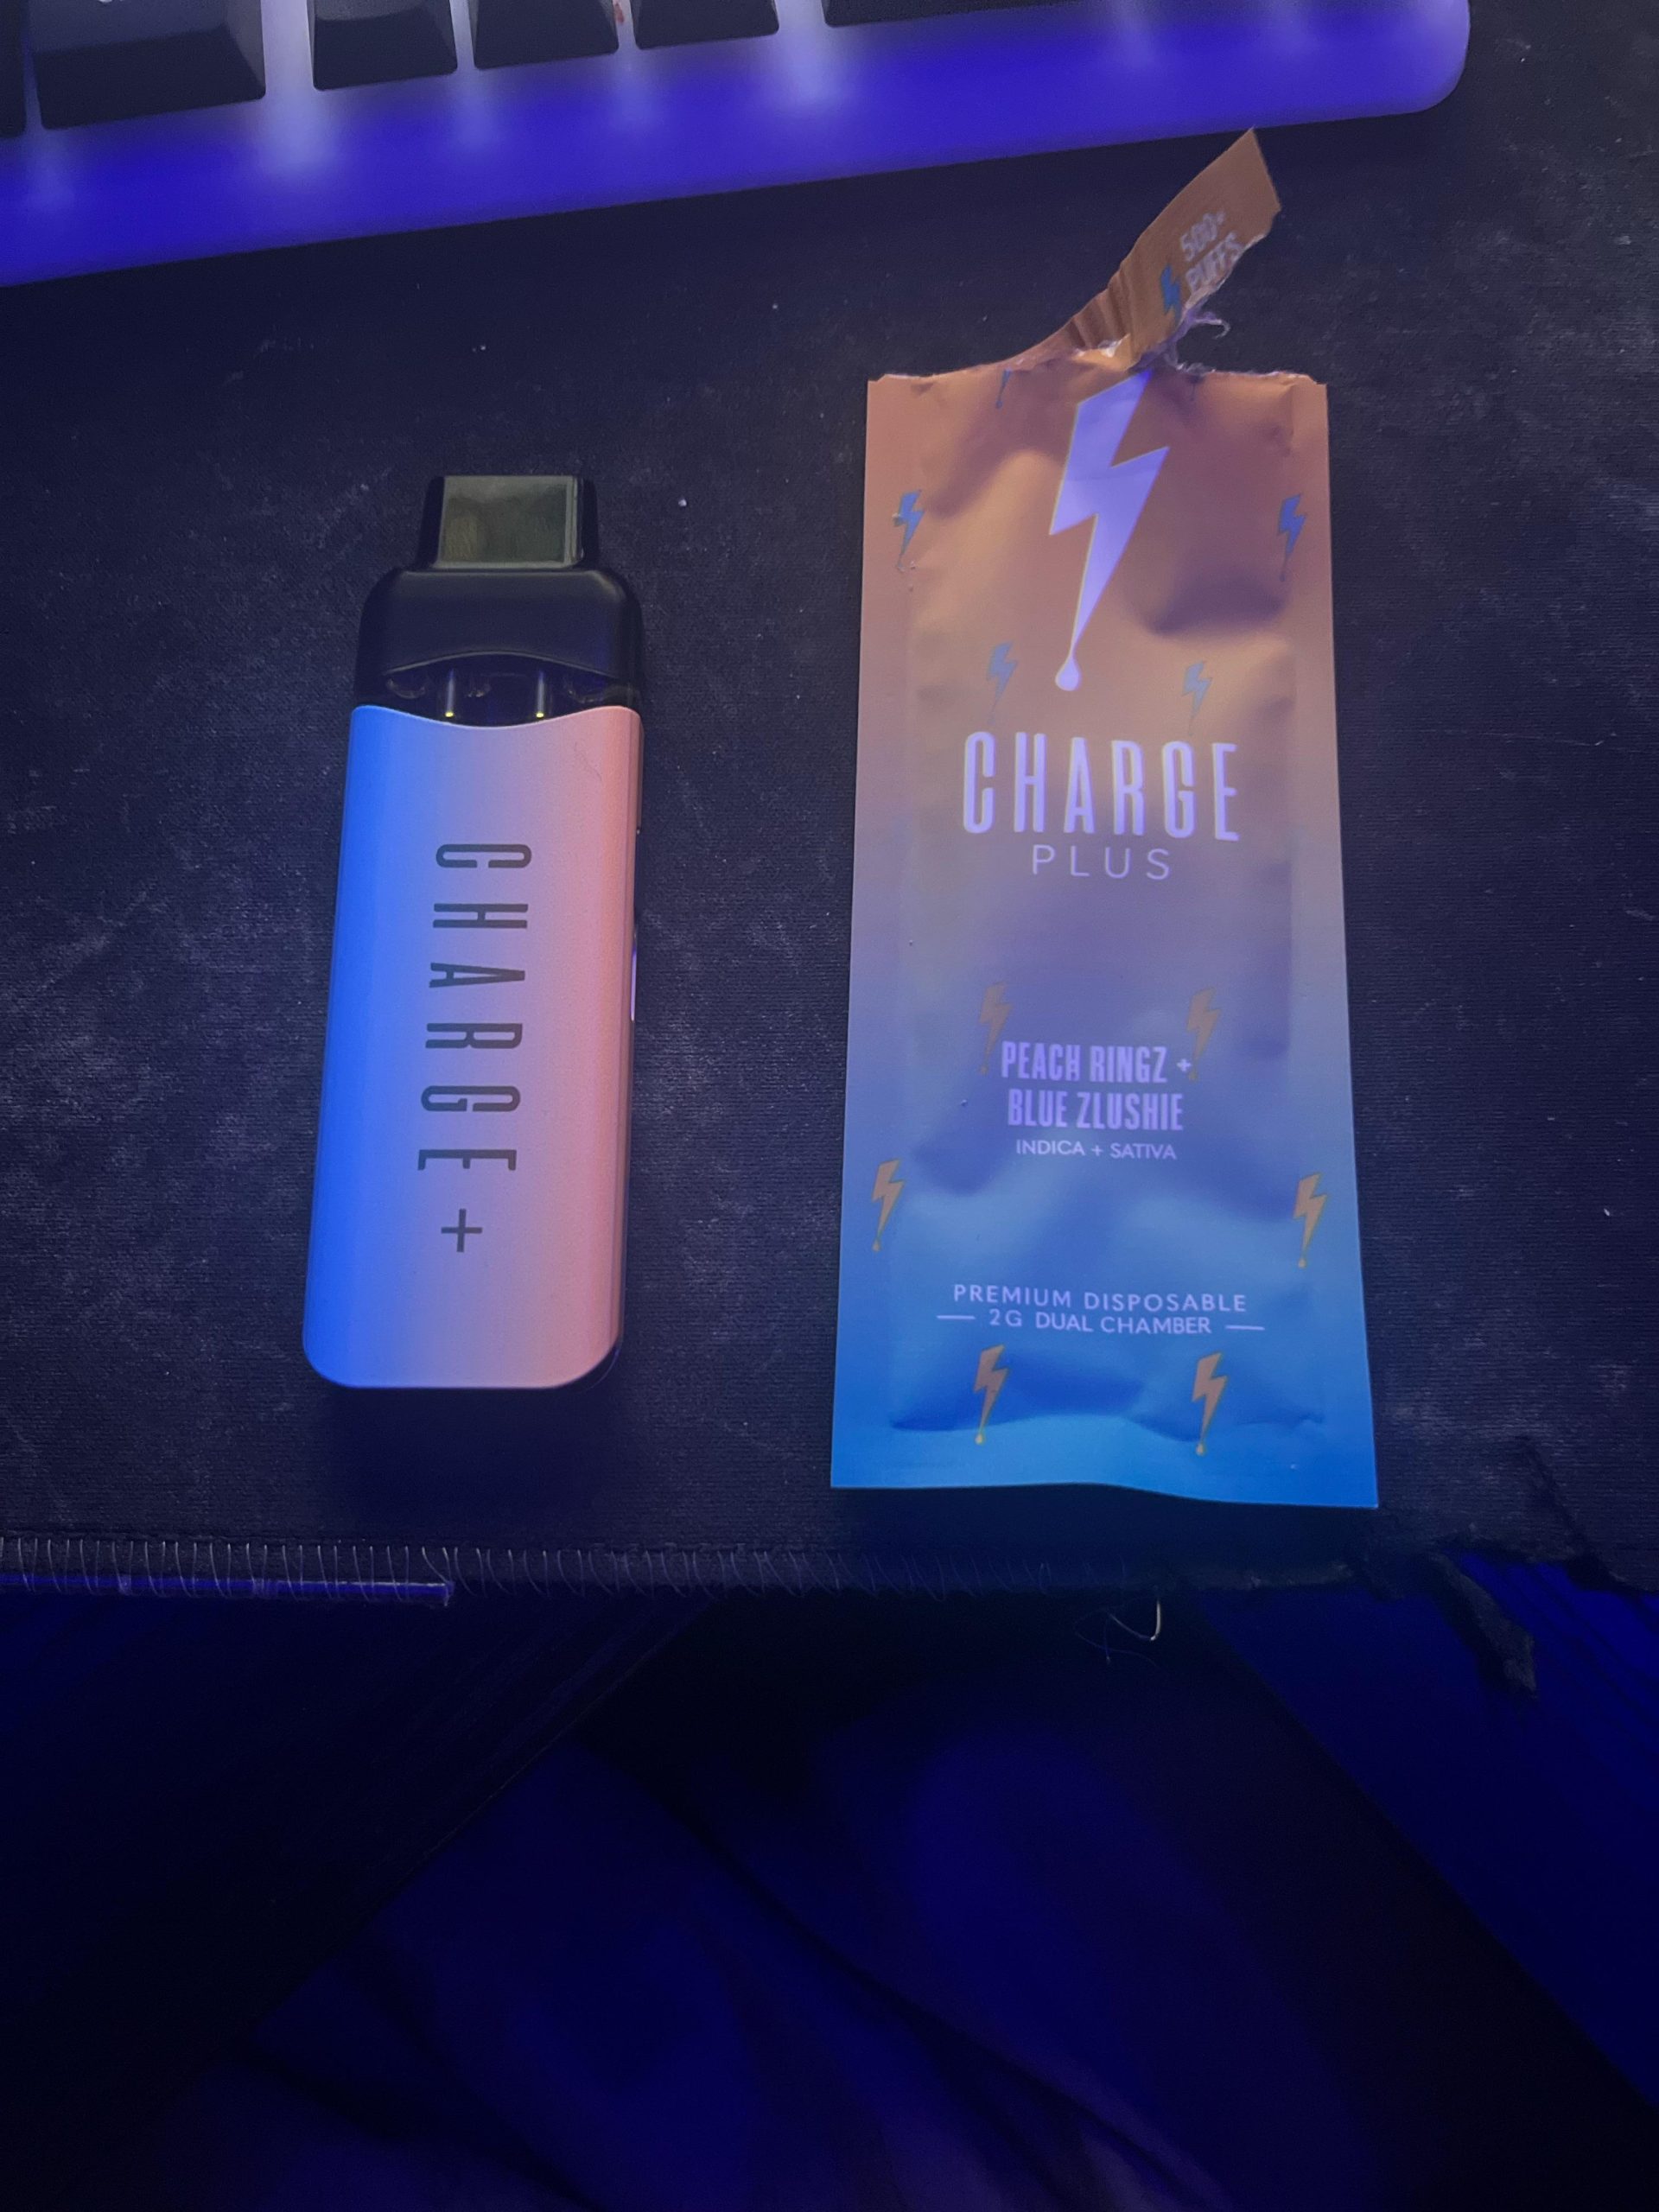 500+
PUFFS
CHARGE
PLUS
PEACH RINGZ +
BLUE ZLUSHIE
INDICA + SATIVA
PREMIUM DISPOSABLE
2G DUAL CHAMBER
CHARGE+